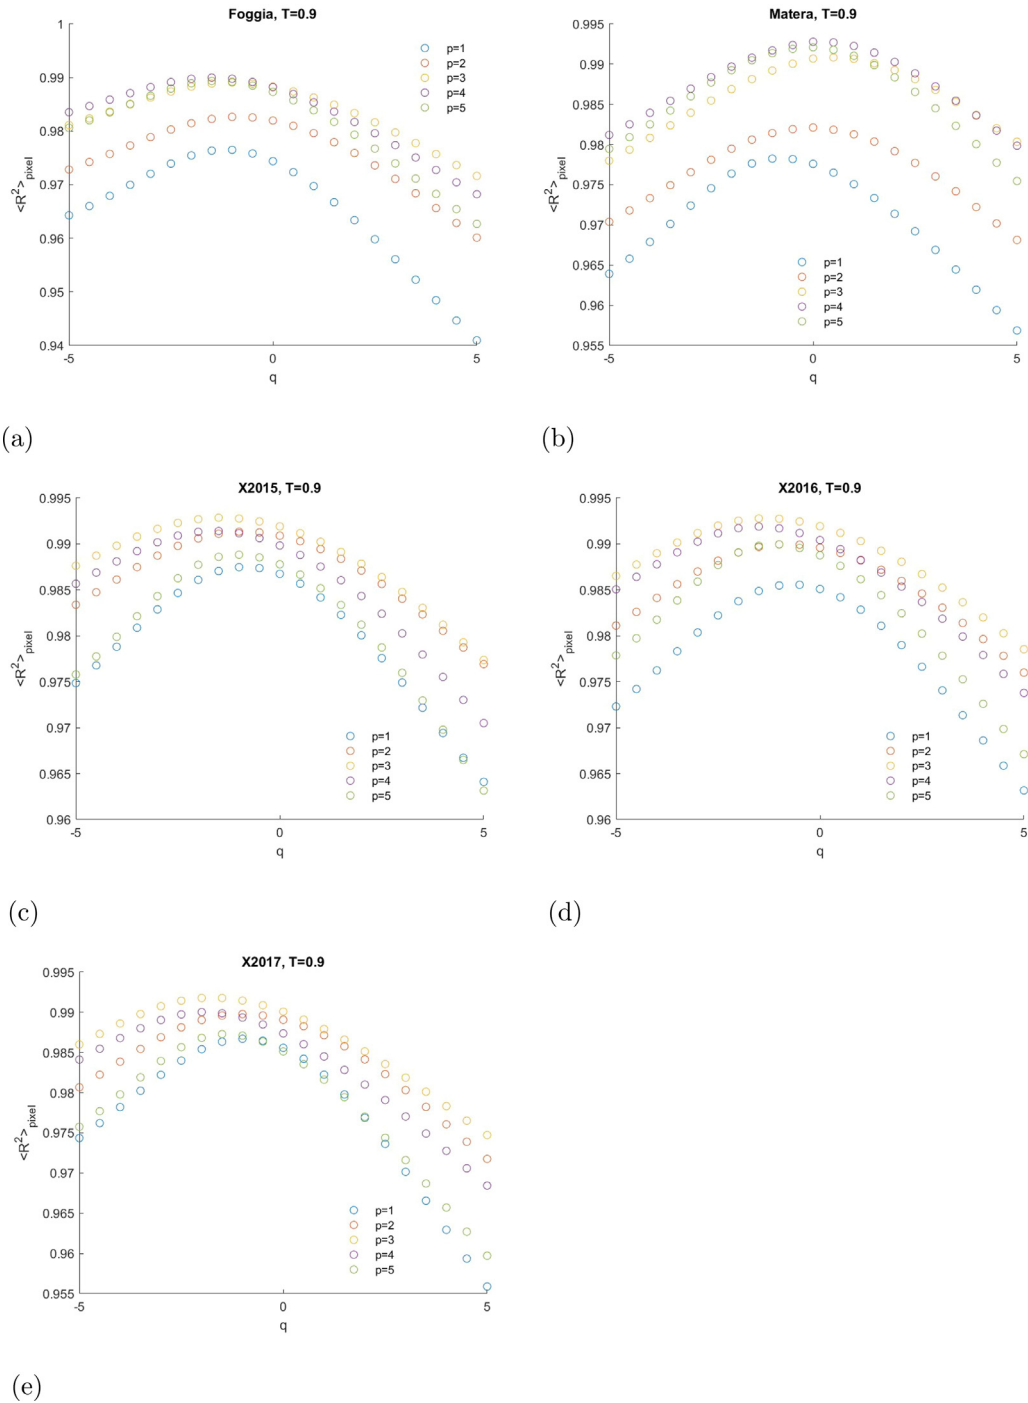 Foggia, T=0.9
1
0.99
0.98
0.97
0.96
0.95
0.94
<R²>pixel
-5 0 5
q
p=1
p=2
p=3
p=4
p=5
(a)
Matera, T=0.9
0.995
0.99
0.985
0.98
0.975
0.97
0.965
0.96
0.955
<R²>pixel
-5 0 5
q
p=1
p=2
p=3
p=4
p=5
(b)
X2015, T=0.9
0.995
0.99
0.985
0.98
0.975
0.97
0.965
0.96
<R²>pixel
-5 0 5
q
p=1
p=2
p=3
p=4
p=5
(c)
X2016, T=0.9
0.995
0.99
0.985
0.98
0.975
0.97
0.965
0.96
<R²>pixel
-5 0 5
q
p=1
p=2
p=3
p=4
p=5
(d)
X2017, T=0.9
0.995
0.99
0.985
0.98
0.975
0.97
0.965
0.96
0.955
<R²>pixel
-5 0 5
q
p=1
p=2
p=3
p=4
p=5
(e)